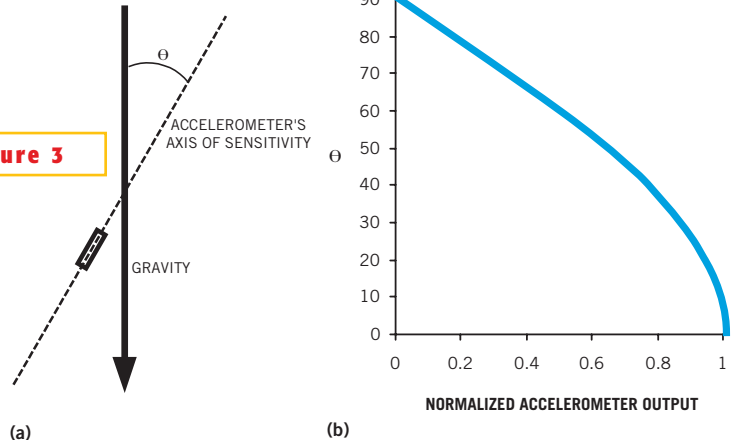 θ
ACCELEROMETER'S
AXIS OF SENSITIVITY
ure 3
GRAVITY
(a)
90
80
70
60
50
40
30
20
10
0
θ
0 0.2 0.4 0.6 0.8 1
NORMALIZED ACCELEROMETER OUTPUT
(b)